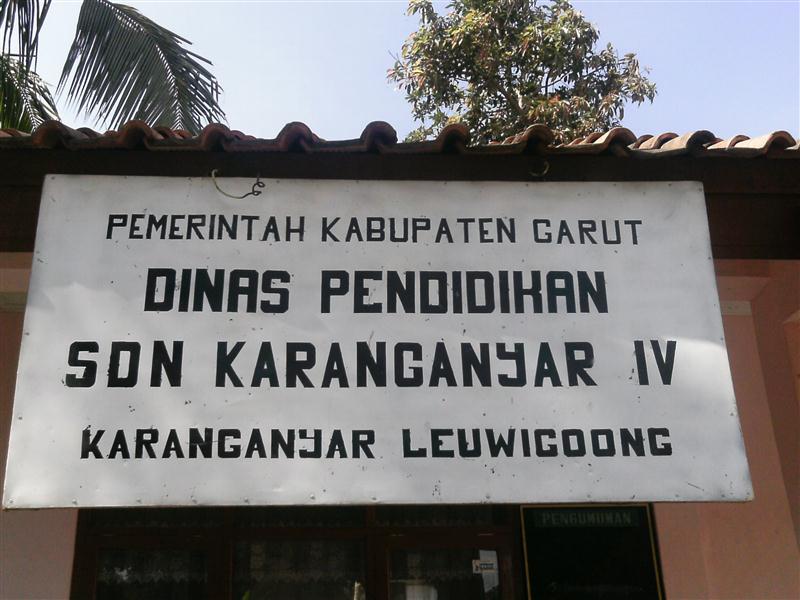 PEMERINTAH KABUPATEN GARUT
DINAS PENDIDIKAN
SDN KARANGANYAR IV
KARANGANYAR LEUWIGOONG
PENGUMUMAN